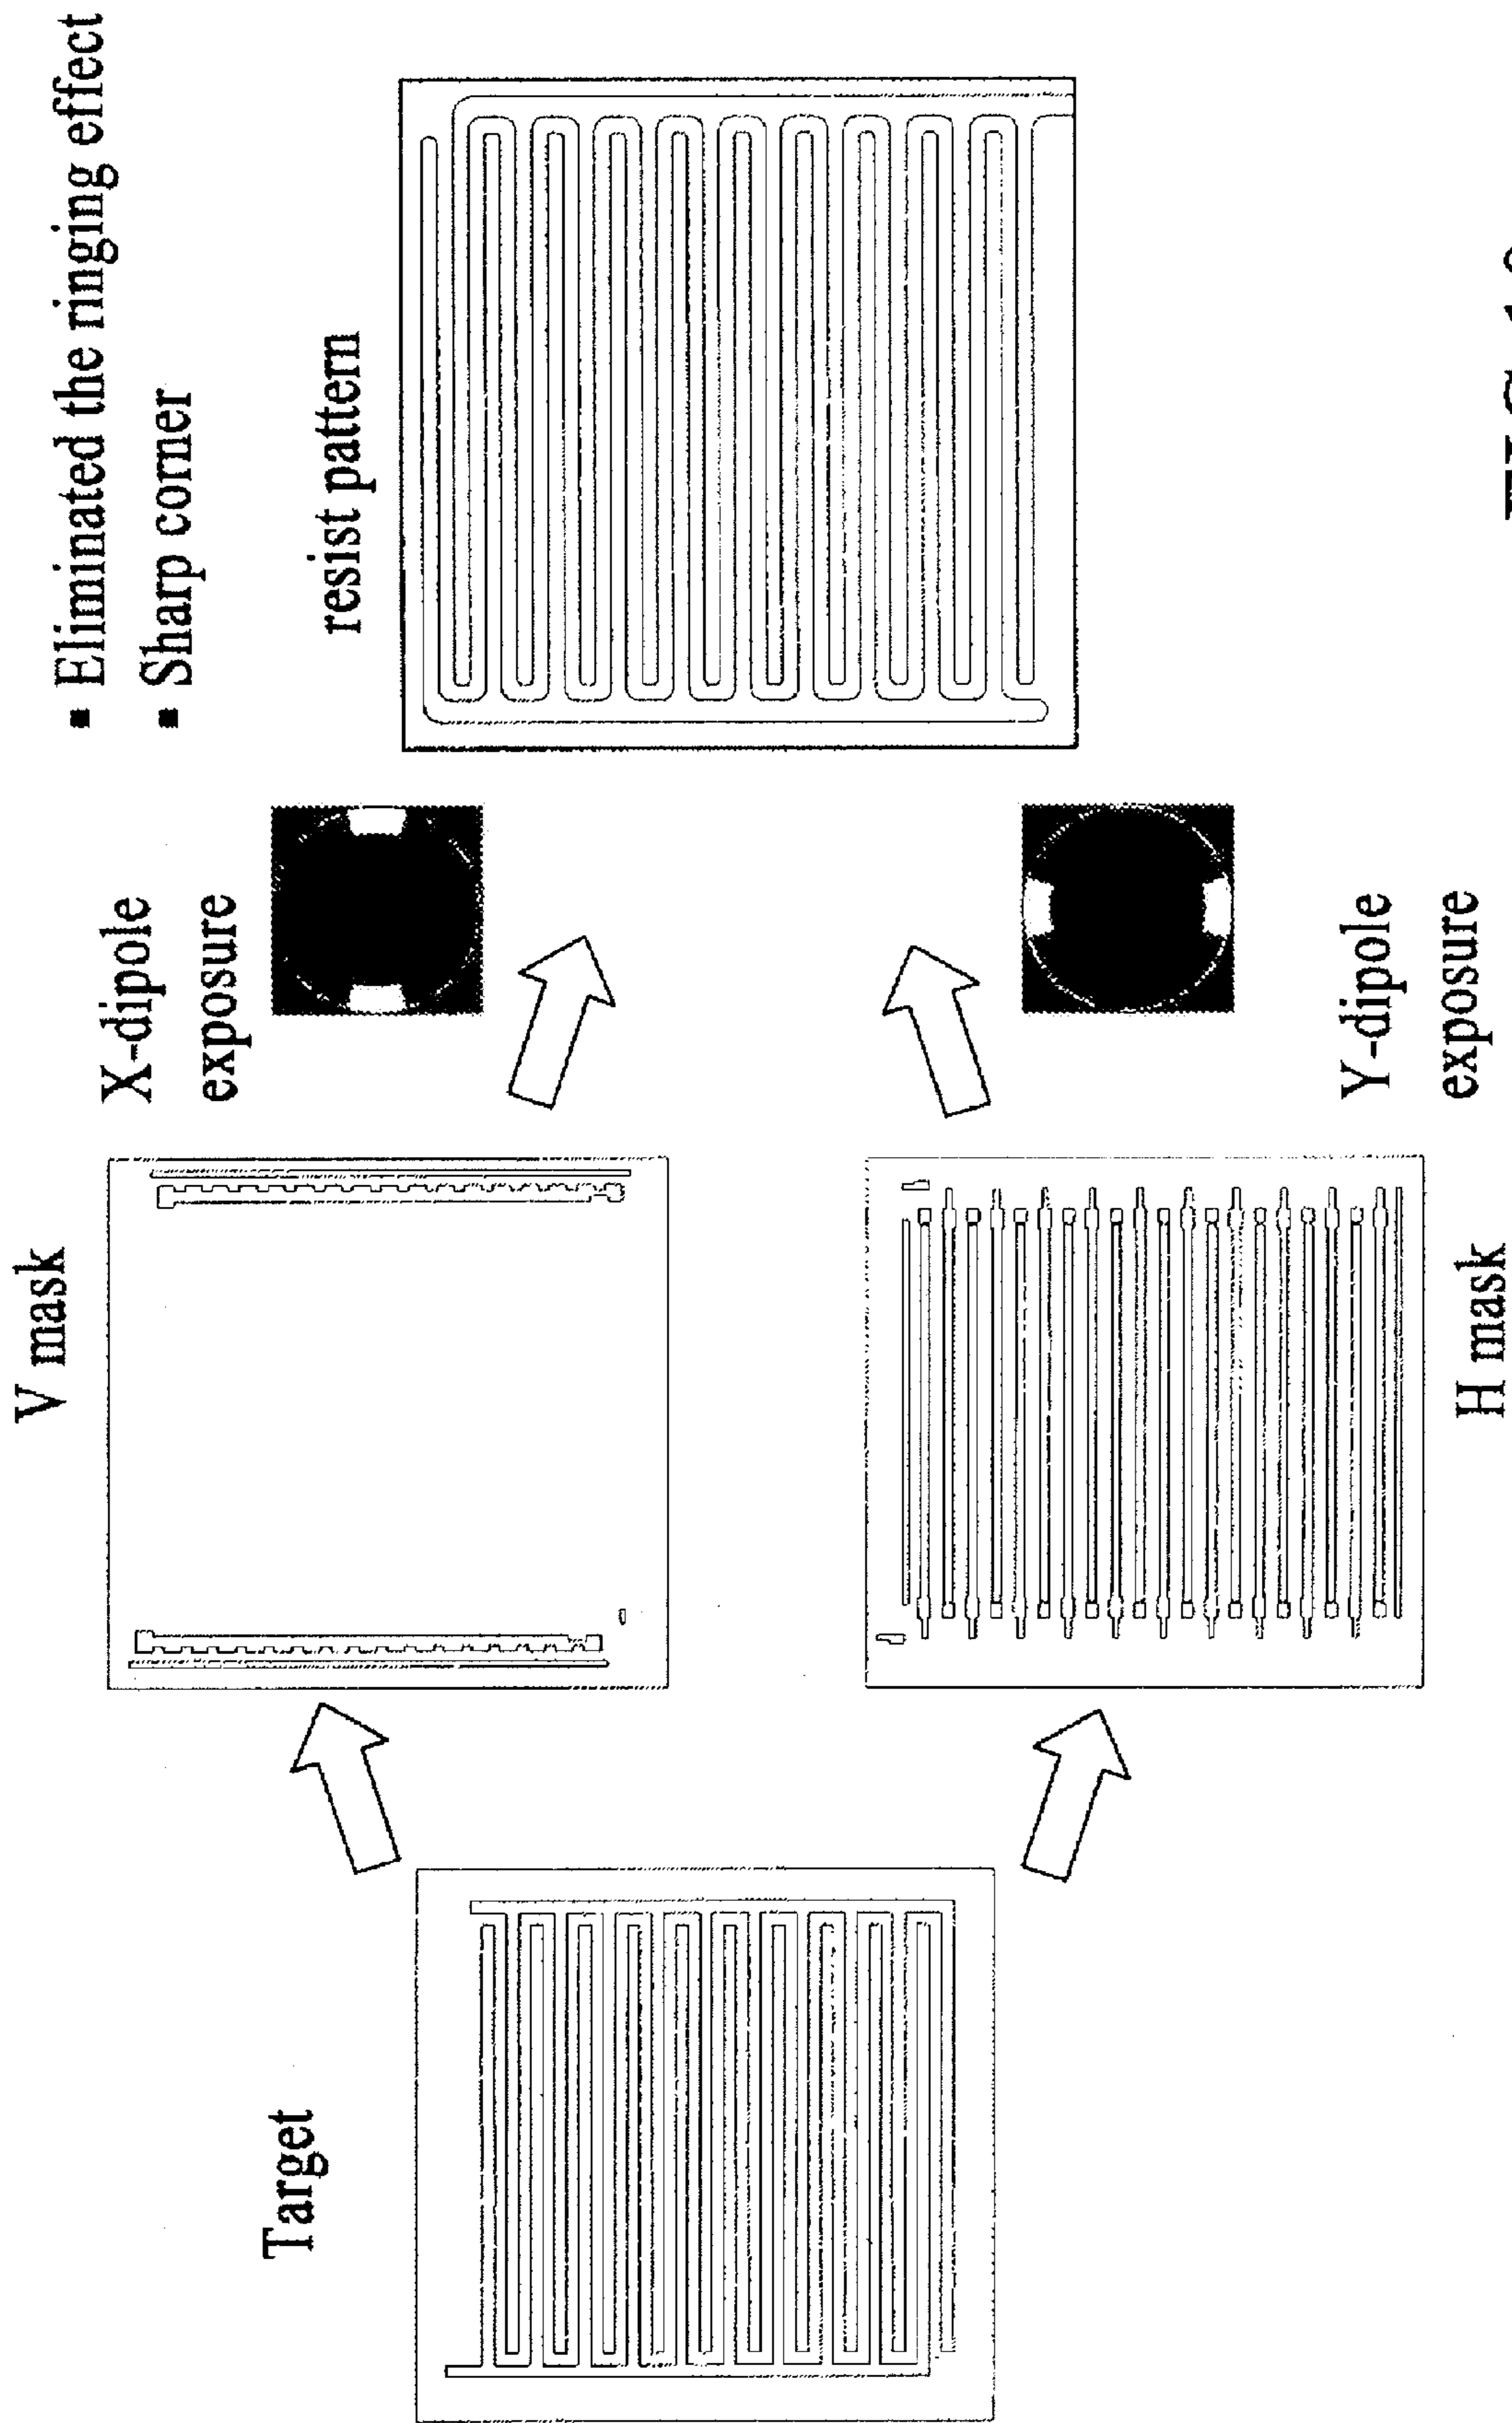 ▪ Eliminated the ringing effect
▪ Sharp corner
V mask
X-dipole
exposure
resist pattern
Target
Y-dipole
exposure
H mask